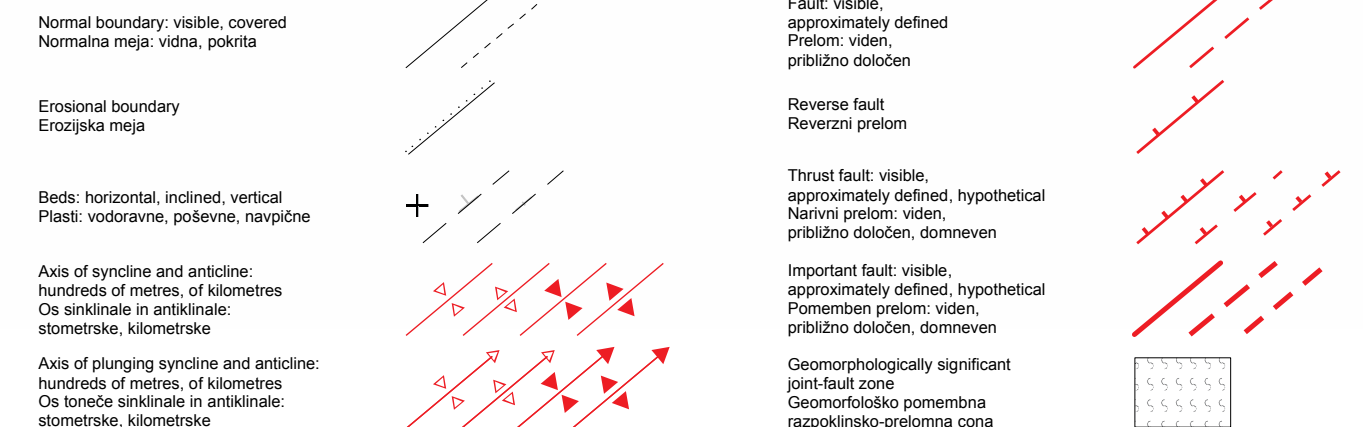 Normal boundary: visible, covered
Normalna meja: vidna, pokrita
Erosional boundary
Erozijska meja
Beds: horizontal, inclined, vertical
Plasti: vodoravne, poševne, navpične
Axis of syncline and anticline:
hundreds of metres, of kilometres
Os sinklinale in antiklinale:
stometrske, kilometrske
Axis of plunging syncline and anticline:
hundreds of metres, of kilometres
Os toneče sinklinale in antiklinale:
stometrske, kilometrske
Fault: visible,
approximately defined
Prelom: viden,
približno določen
Reverse fault
Reverzni prelom
Thrust fault: visible,
approximately defined, hypothetical
Narivni prelom: viden,
približno določen, domneven
Important fault: visible,
approximately defined, hypothetical
Pomemben prelom: viden,
približno določen, domneven
Geomorphologically significant
joint-fault zone
Geomorfološko pomembna
razpoklinsko-prelomna cona